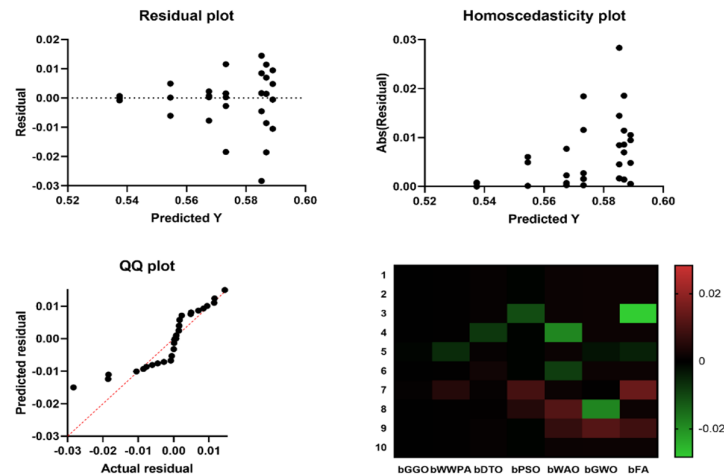 Residual plot
0.02
0.01
0.00
-0.01
-0.02
-0.03
Residual
0.52 0.54 0.56 0.58 0.60
Predicted Y
Homoscedasticity plot
0.03
0.02
0.01
0.00
Abs(Residual)
0.52 0.54 0.56 0.58 0.60
Predicted Y
QQ plot
0.01
0.00
-0.01
-0.02
-0.03
Predicted residual
-0.03 -0.02 -0.01 0.00 0.01
Actual residual
1
2
3
4
5
6
7
8
9
10
bGGO bWWPA bDTO bPSO bWAO bGWO bFA
0.02
0
-0.02